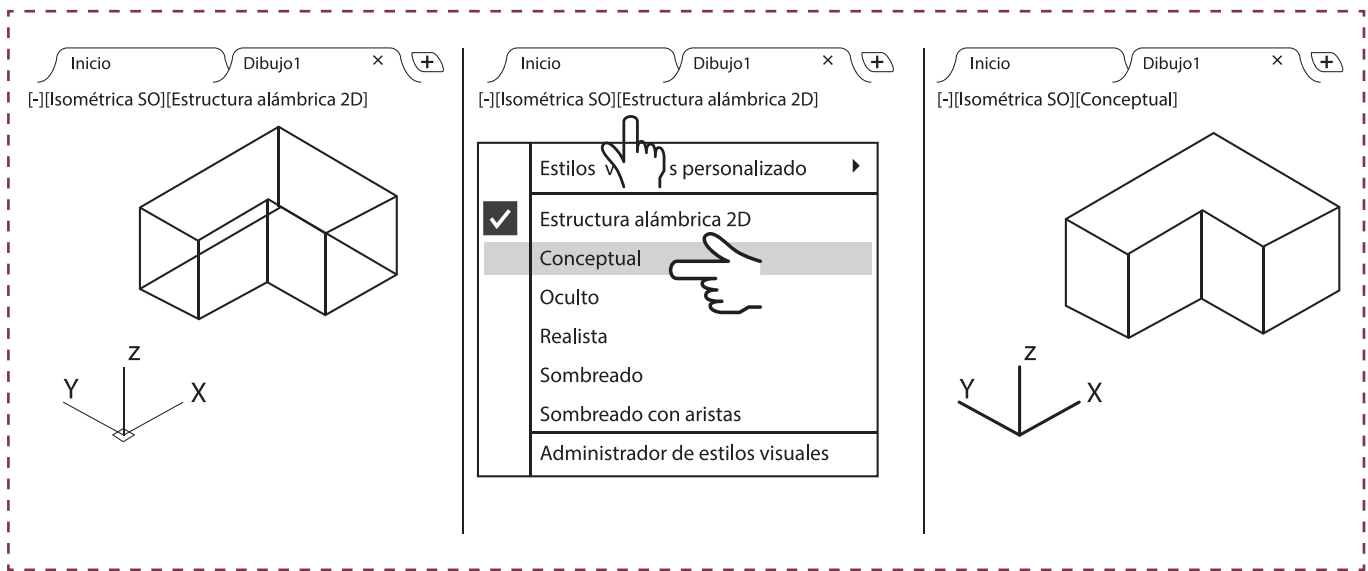 Inicio Dibujo1 × +
[-][Isométrica SO][Estructura alámbrica 2D]
Z
Y X
Inicio Dibujo1 × +
[-][Isométrica SO][Estructura alámbrica 2D]
Estilos v s personalizado
Estructura alámbrica 2D
Conceptual
Oculto
Realista
Sombreado
Sombreado con aristas
Administrador de estilos visuales
Inicio Dibujo1 × +
[-][Isométrica SO][Conceptual]
Z
Y X